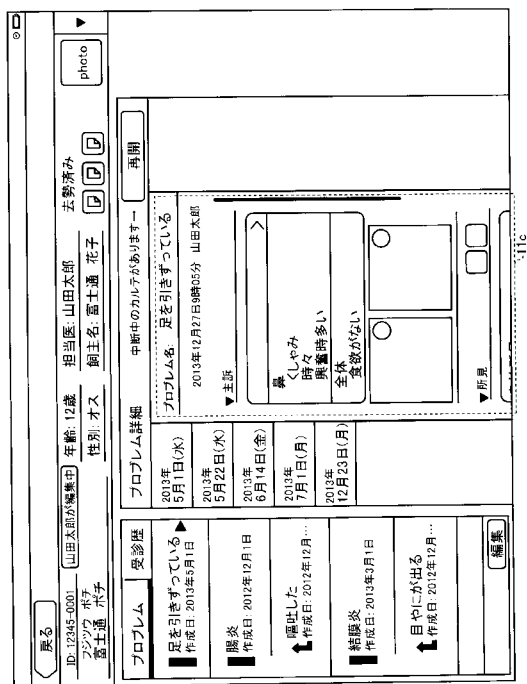 戻る
ID: 12345-0001
山田太郎が編集中
年齢: 12歳
担当医: 山田太郎
去勢済み
フジツウ ポチ
富士通 ポチ
性別: オス
飼主名: 富士通 花子
photo
プロブレム
受診歴
足を引きずっている
作成日: 2013年5月1日
腸炎
作成日: 2012年12月1日
嘔吐した
作成日: 2012年12月…
結膜炎
作成日: 2013年3月1日
目やにが出る
作成日: 2012年12月…
編集
プロブレム詳細
中断中のカルテがあります→
再開
2013年
5月1日(水)
2013年
5月22日(水)
2013年
6月14日(金)
2013年
7月1日(月)
2013年
12月23日(月)
プロブレム名: 足を引きずっている
2013年12月27日9時05分 山田太郎
▼主訴
鼻
くしゃみ
時々
興奮時多い
全体
食欲がない
▼所見
11c